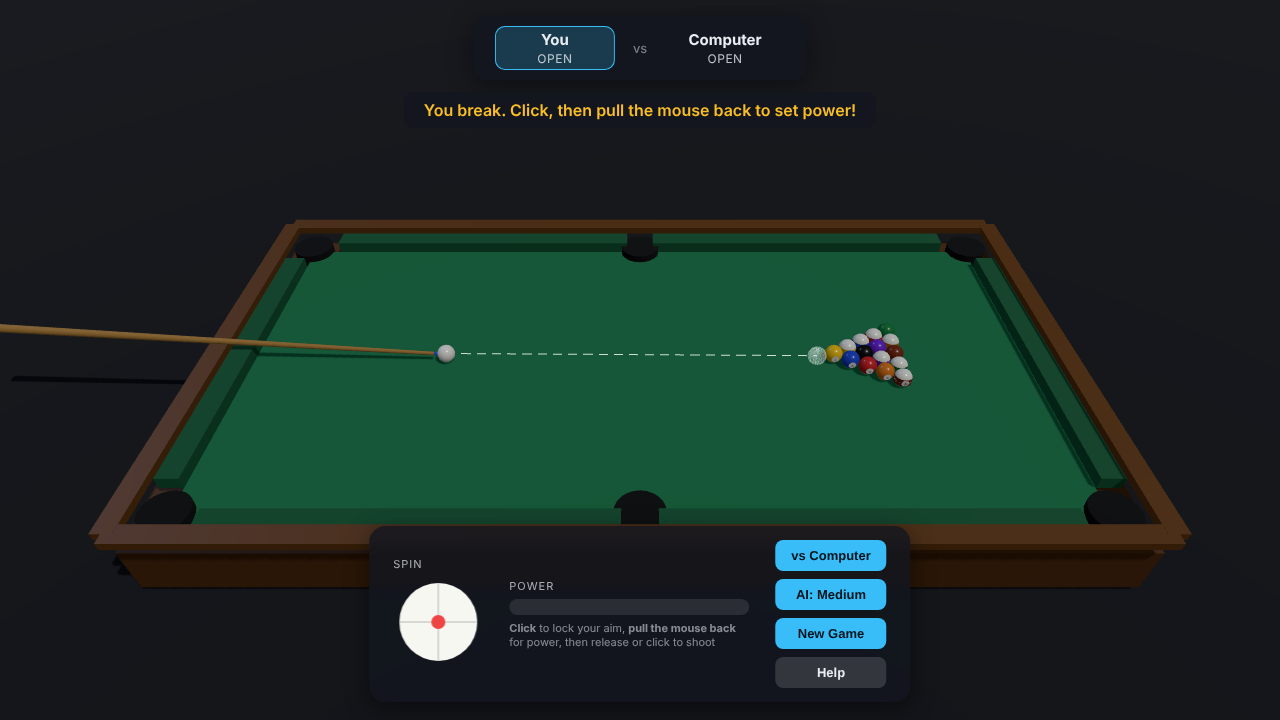 You
OPEN
vs
Computer
OPEN
You break. Click, then pull the mouse back to set power!
SPIN
POWER
Click to lock your aim, pull the mouse back
for power, then release or click to shoot
vs Computer
AI: Medium
New Game
Help